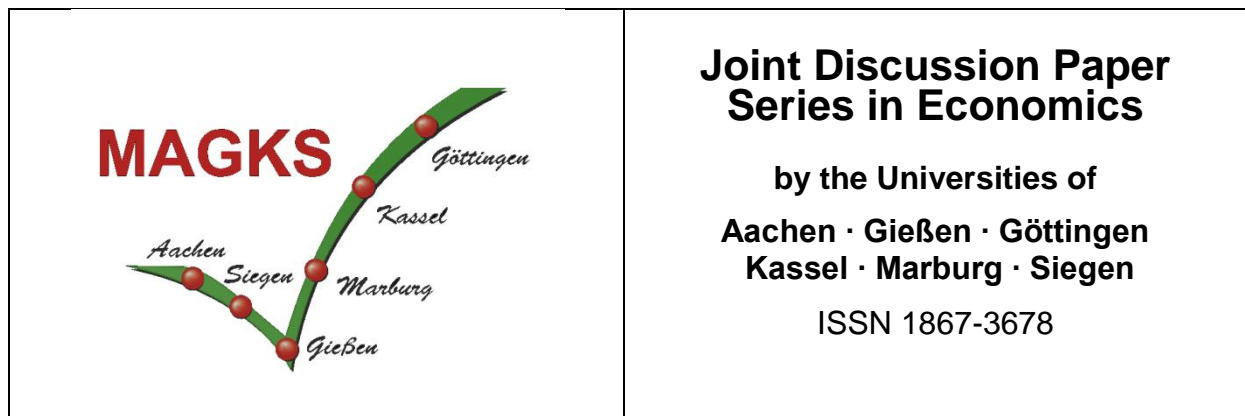 MAGKS
Göttingen
Kassel
Aachen
Siegen
Marburg
Gießen
Joint Discussion Paper
Series in Economics
by the Universities of
Aachen · Gießen · Göttingen
Kassel · Marburg · Siegen
ISSN 1867-3678